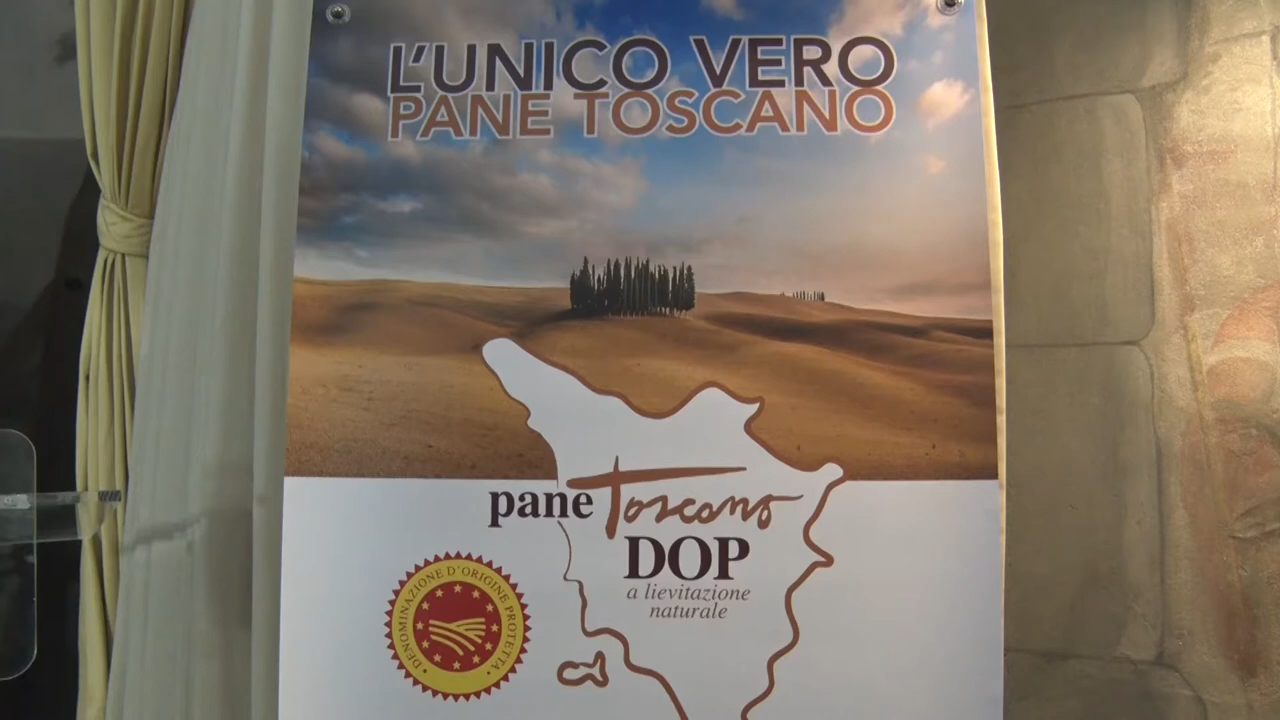 L'UNICO VERO
PANE TOSCANO
pane Toscano
DOP
a lievitazione
naturale
DENOMINAZIONE D'ORIGINE PROTETTA